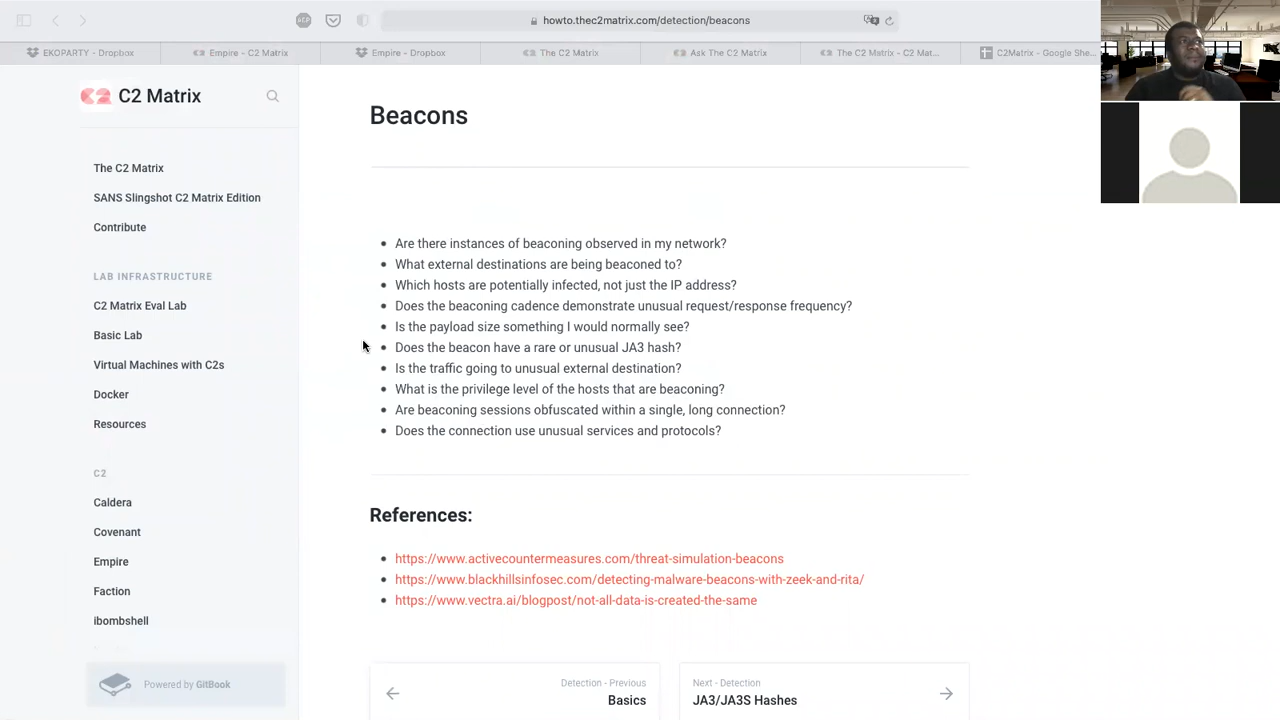 howto.thec2matrix.com/detection/beacons
EKOPARTY - Dropbox
Empire - C2 Matrix
Empire - Dropbox
The C2 Matrix
Ask The C2 Matrix
The C2 Matrix - C2 Mat...
C2Matrix - Google She...
C2 Matrix
The C2 Matrix
SANS Slingshot C2 Matrix Edition
Contribute
LAB INFRASTRUCTURE
C2 Matrix Eval Lab
Basic Lab
Virtual Machines with C2s
Docker
Resources
C2
Caldera
Covenant
Empire
Faction
ibombshell
Powered by GitBook
Beacons
Are there instances of beaconing observed in my network?
What external destinations are being beaconed to?
Which hosts are potentially infected, not just the IP address?
Does the beaconing cadence demonstrate unusual request/response frequency?
Is the payload size something I would normally see?
Does the beacon have a rare or unusual JA3 hash?
Is the traffic going to unusual external destination?
What is the privilege level of the hosts that are beaconing?
Are beaconing sessions obfuscated within a single, long connection?
Does the connection use unusual services and protocols?
References:
https://www.activecountermeasures.com/threat-simulation-beacons
https://www.blackhillsinfosec.com/detecting-malware-beacons-with-zeek-and-rita/
https://www.vectra.ai/blogpost/not-all-data-is-created-the-same
Detection - Previous
Basics
Next - Detection
JA3/JA3S Hashes